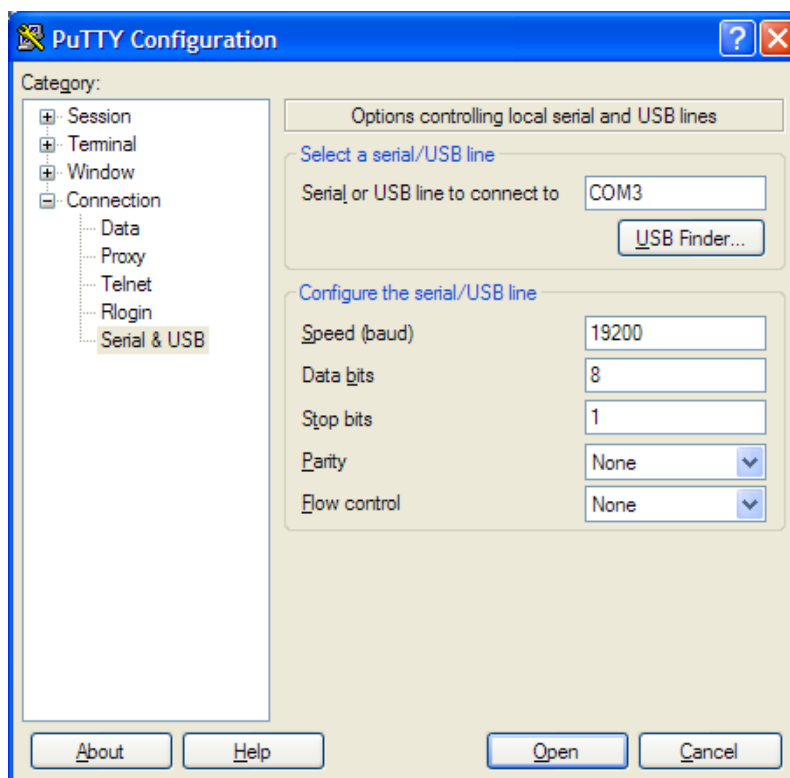 PuTTY Configuration
Category:
Session
Terminal
Window
Connection
Data
Proxy
Telnet
Rlogin
Serial & USB
Options controlling local serial and USB lines
Select a serial/USB line
Serial or USB line to connect to COM3
USB Finder...
Configure the serial/USB line
Speed (baud) 19200
Data bits 8
Stop bits 1
Parity None
Flow control None
About Help Open Cancel